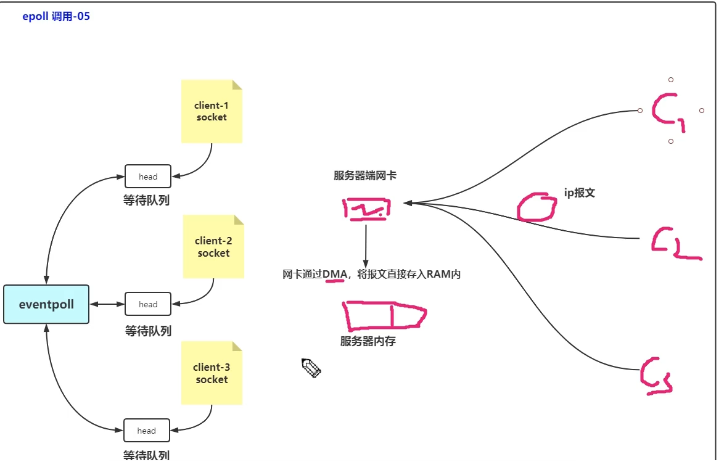 epoll 调用-05
client-1
socket
head
等待队列
client-2
socket
eventpoll
head
等待队列
client-3
socket
head
等待队列
服务器端网卡
网卡通过DMA，将报文直接存入RAM内
服务器内存
ip报文
C1
C2
C3